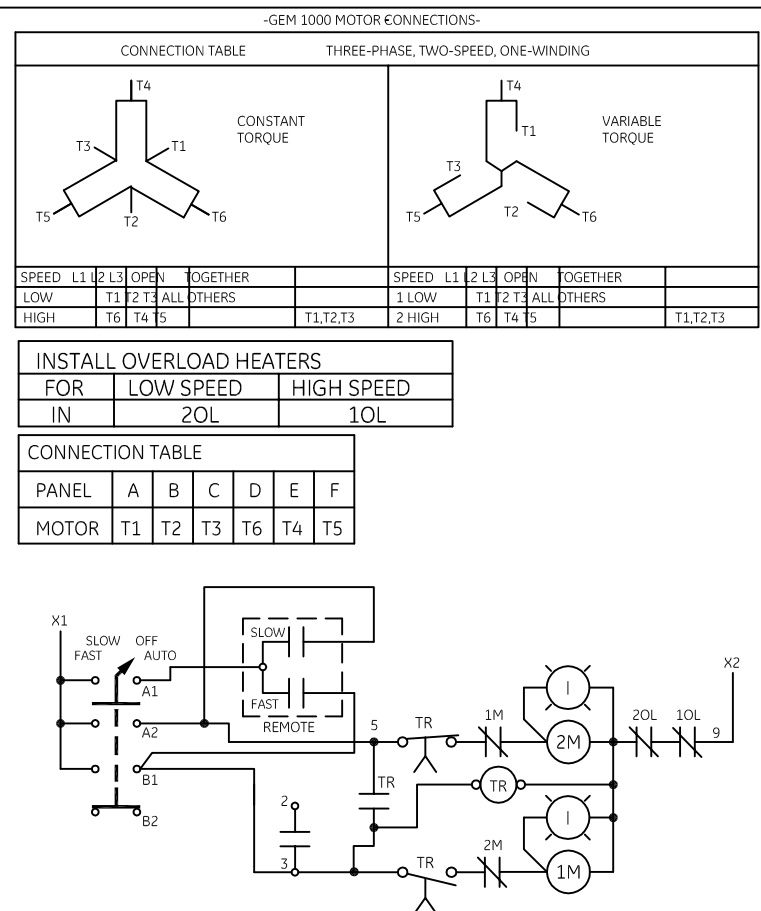 -GEM 1000 MOTOR CONNECTIONS-
CONNECTION TABLE THREE-PHASE, TWO-SPEED, ONE-WINDING
T4
CONSTANT
TORQUE
T3
T1
T5
T2
T6
T4
VARIABLE
TORQUE
T1
T3
T5
T2
T6
SPEED L1 L2 L3 OPEN TOGETHER
LOW T1 T2 T3 ALL OTHERS
HIGH T6 T4 T5 T1,T2,T3
SPEED L1 L2 L3 OPEN TOGETHER
1 LOW T1 T2 T3 ALL OTHERS
2 HIGH T6 T4 T5 T1,T2,T3
INSTALL OVERLOAD HEATERS
FOR LOW SPEED HIGH SPEED
IN 2OL 1OL
CONNECTION TABLE
PANEL A B C D E F
MOTOR T1 T2 T3 T6 T4 T5
X1
SLOW OFF
FAST AUTO
A1
A2
B1
B2
SLOW
FAST
REMOTE
5
TR
1M
I
2M
2OL
1OL
9
X2
TR
TR
2
3
TR
2M
I
1M